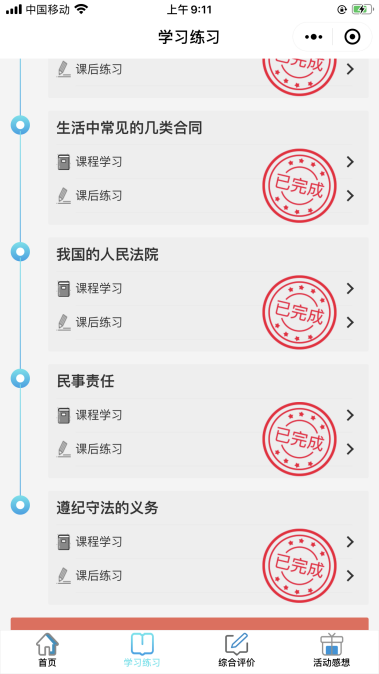 中国移动
上午9:11
学习练习
课后练习
已完成
生活中常见的几类合同
课程学习
课后练习
已完成
我国的人民法院
课程学习
课后练习
已完成
民事责任
课程学习
课后练习
已完成
遵纪守法的义务
课程学习
课后练习
已完成
首页
学习练习
综合评价
活动感想